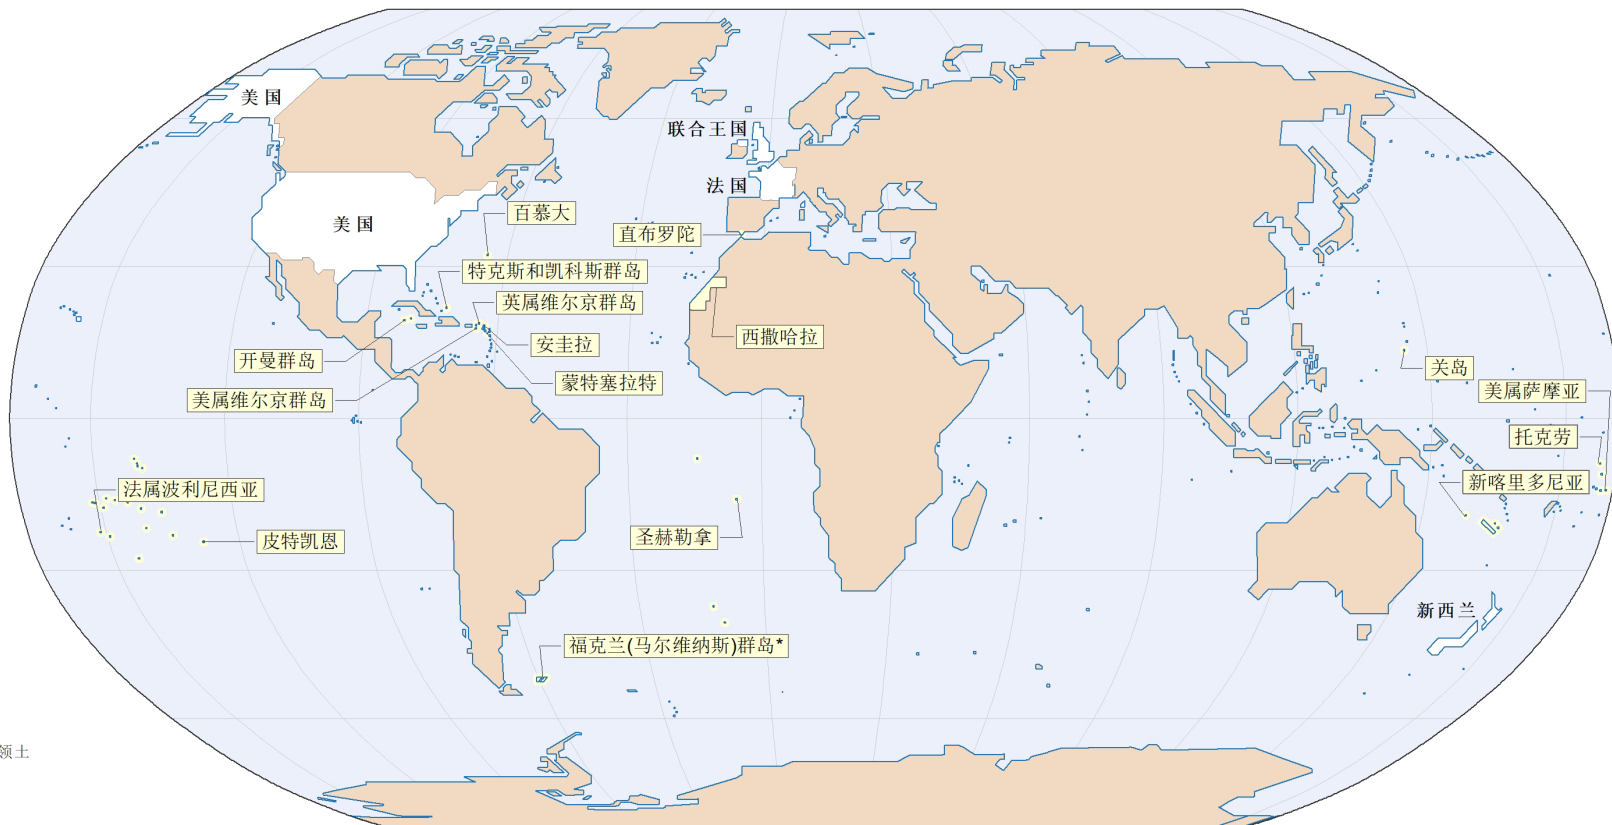 美国
联合王国
法国
百慕大
美国
直布罗陀
特克斯和凯科斯群岛
英属维尔京群岛
西撒哈拉
安圭拉
开曼群岛
关岛
蒙特塞拉特
美属萨摩亚
美属维尔京群岛
托克劳
新喀里多尼亚
法属波利尼西亚
圣赫勒拿
皮特凯恩
新西兰
福克兰(马尔维纳斯)群岛*
领土